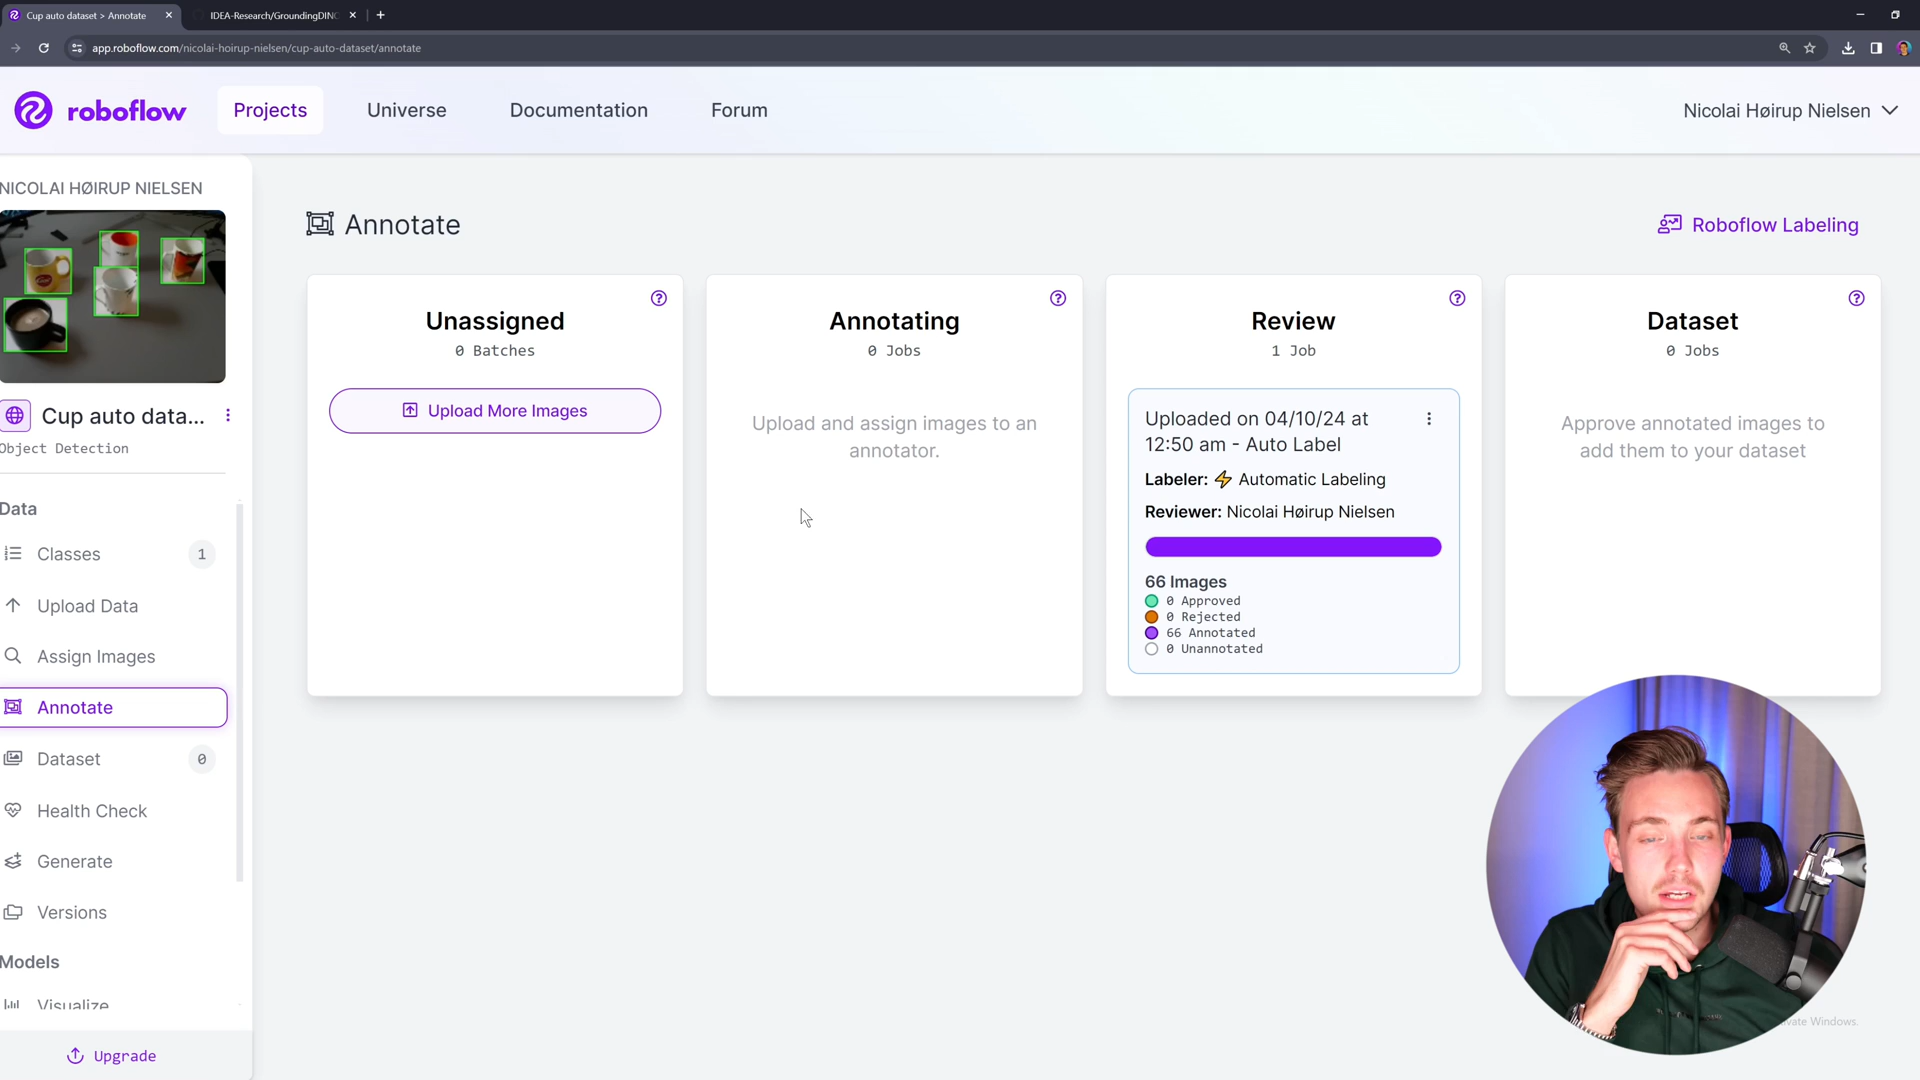 Cup auto dataset > Annotate
IDEA-Research/GroundingDINO
app.roboflow.com/nicolai-hoirup-nielsen/cup-auto-dataset/annotate
roboflow
Projects
Universe
Documentation
Forum
Nicolai Høirup Nielsen
NICOLAI HØIRUP NIELSEN
Cup auto data...
Object Detection
Data
Classes
1
Upload Data
Assign Images
Annotate
Dataset
0
Health Check
Generate
Versions
Models
Visualize
Upgrade
Annotate
Roboflow Labeling
Unassigned
0 Batches
Upload More Images
Annotating
0 Jobs
Upload and assign images to an
annotator.
Review
1 Job
Uploaded on 04/10/24 at
12:50 am - Auto Label
Labeler: ⚡ Automatic Labeling
Reviewer: Nicolai Høirup Nielsen
66 Images
0 Approved
0 Rejected
66 Annotated
0 Unannotated
Dataset
0 Jobs
Approve annotated images to
add them to your dataset
Windows.